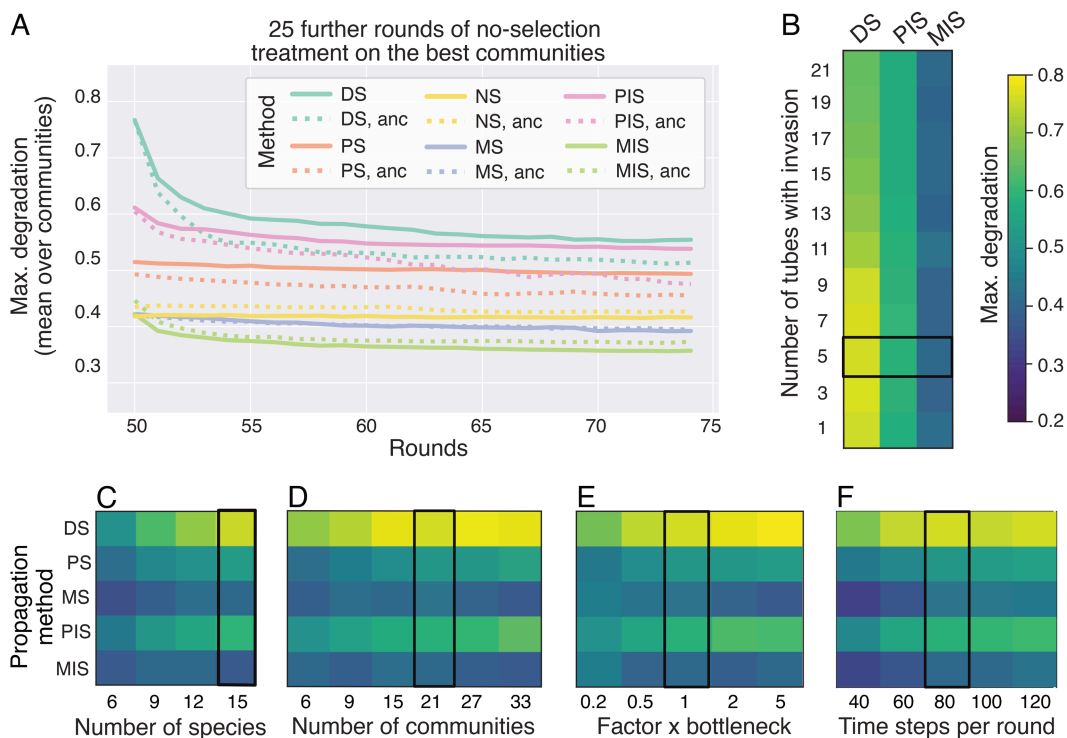 A
25 further rounds of no-selection
treatment on the best communities
Max. degradation
(mean over communities)
0.8
0.7
0.6
0.5
0.4
0.3
Method
DS
NS
PIS
DS, anc
NS, anc
PIS, anc
PS
MS
MIS
PS, anc
MS, anc
MIS, anc
50
55
60
65
70
75
Rounds
B
DS
PIS
MIS
Number of tubes with invasion
21
19
17
15
13
11
9
7
5
3
1
Max. degradation
0.8
0.7
0.6
0.5
0.4
0.3
0.2
Propagation
method
DS
PS
MS
PIS
MIS
C
6
9
12
15
Number of species
D
6
9
15
21
27
33
Number of communities
E
0.2
0.5
1
2
5
Factor x bottleneck
F
40
60
80
100
120
Time steps per round